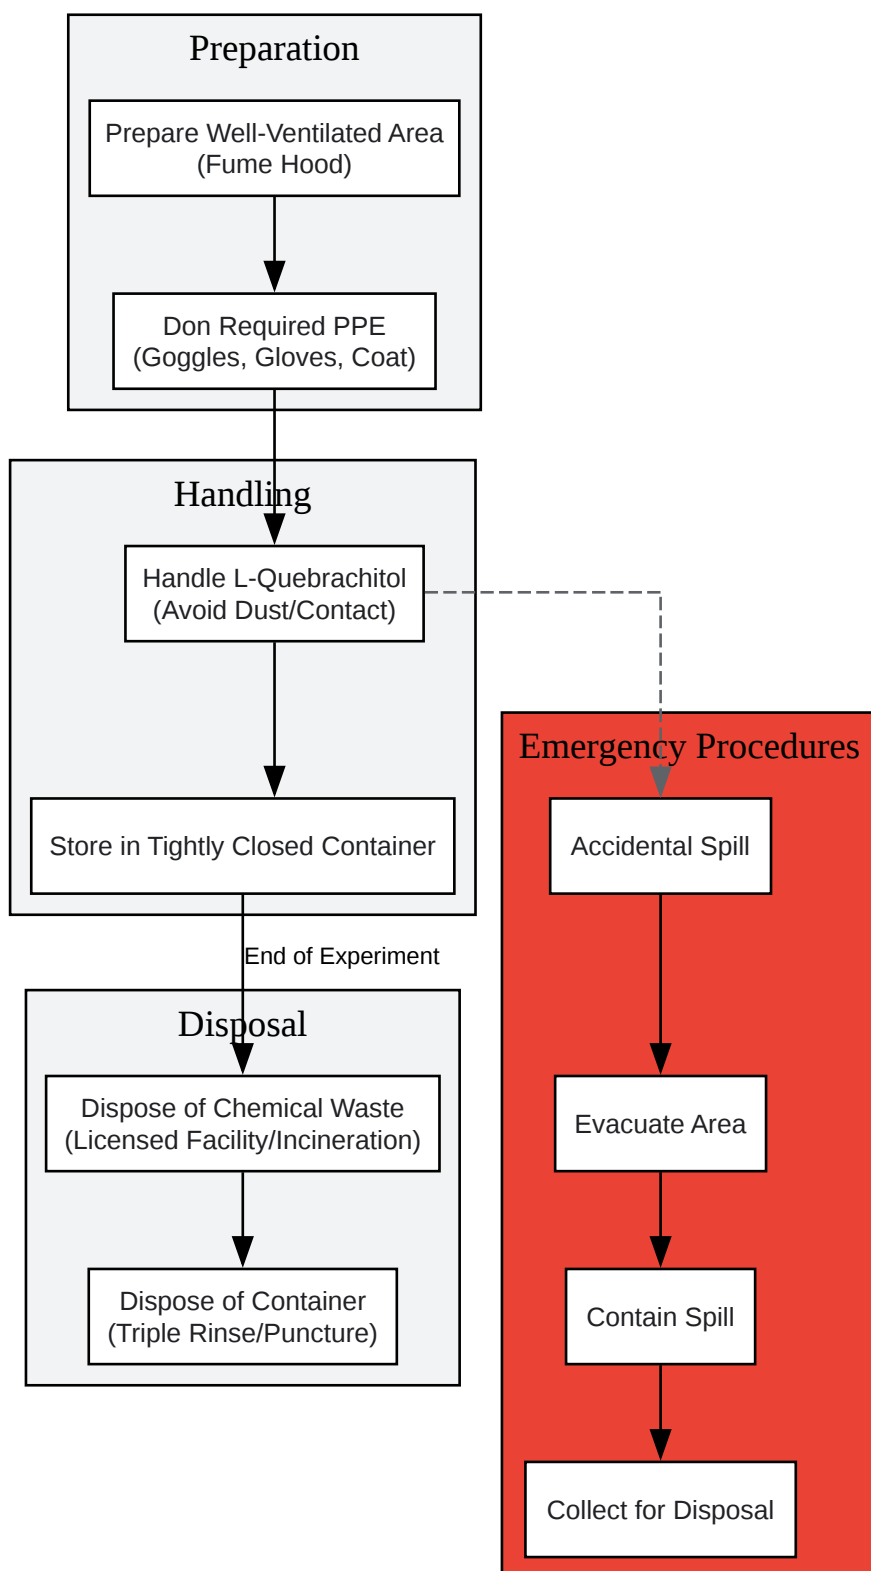 Preparation
Prepare Well-Ventilated Area
(Fume Hood)
Don Required PPE
(Goggles, Gloves, Coat)
Handling
Handle L-Quebrachitol
(Avoid Dust/Contact)
Store in Tightly Closed Container
End of Experiment
Disposal
Dispose of Chemical Waste
(Licensed Facility/Incineration)
Dispose of Container
(Triple Rinse/Puncture)
Emergency Procedures
Accidental Spill
Evacuate Area
Contain Spill
Collect for Disposal